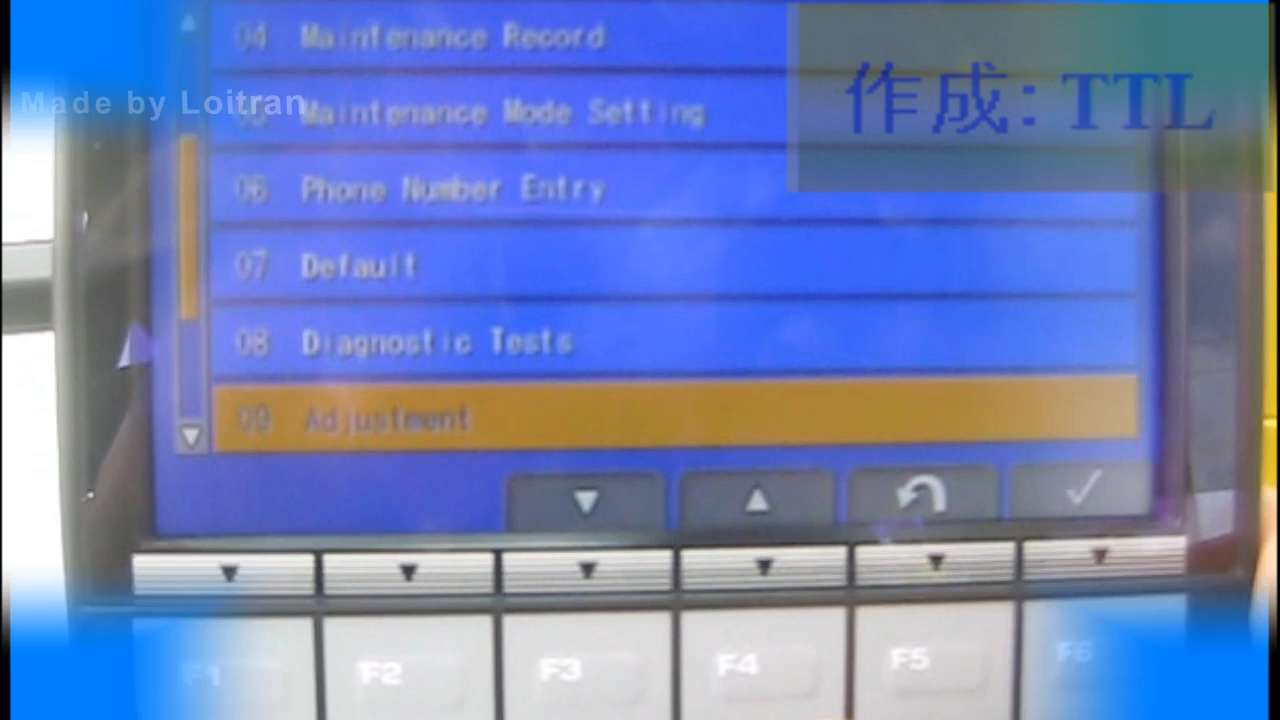 04 Maintenance Record
作成: TTL
Made by Loitran
05 Maintenance Mode Setting
06 Phone Number Entry
07 Default
08 Diagnostic Tests
09 Adjustment
F1 F2 F3 F4 F5 F6